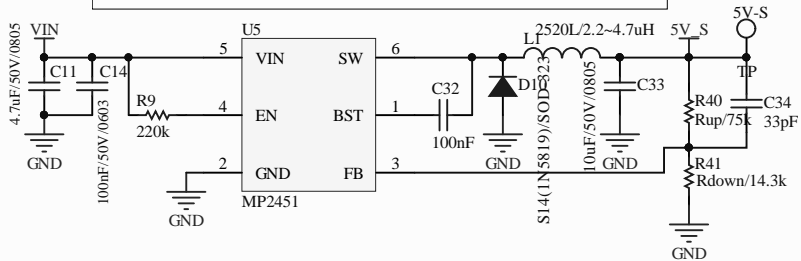 5V-S
VIN
U5
L1
2520L/2.2~4.7uH
5V_S
5
VIN
SW
6
C11
C14
4.7uF/50V/0805
100nF/50V/0603
R9
220k
4
EN
BST
1
C32
100nF
S14(1N5819)/SOD-323
10uF/50V/0805
C33
TP
R40
Rup/75k
C34
33pF
GND
2
GND
FB
3
GND
GND
R41
Rdown/14.3k
GND
MP2451
GND